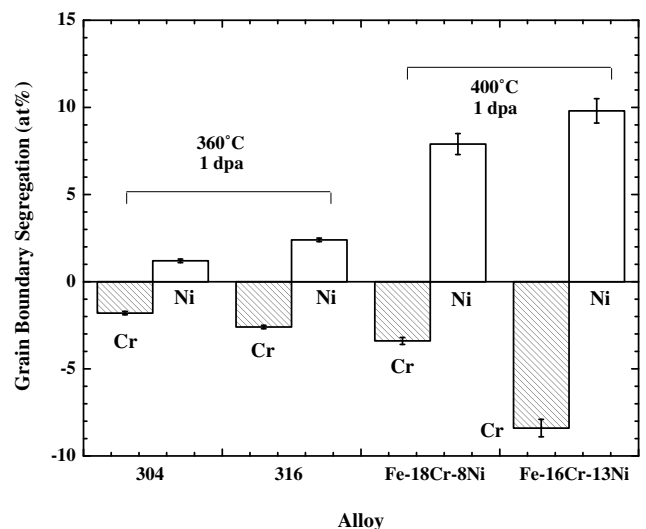 15
10
5
0
-5
-10
Grain Boundary Segregation (at%)
400˚C
1 dpa
360˚C
1 dpa
Ni
Ni
Ni
Ni
Cr
Cr
Cr
Cr
304
316
Fe-18Cr-8Ni
Fe-16Cr-13Ni
Alloy